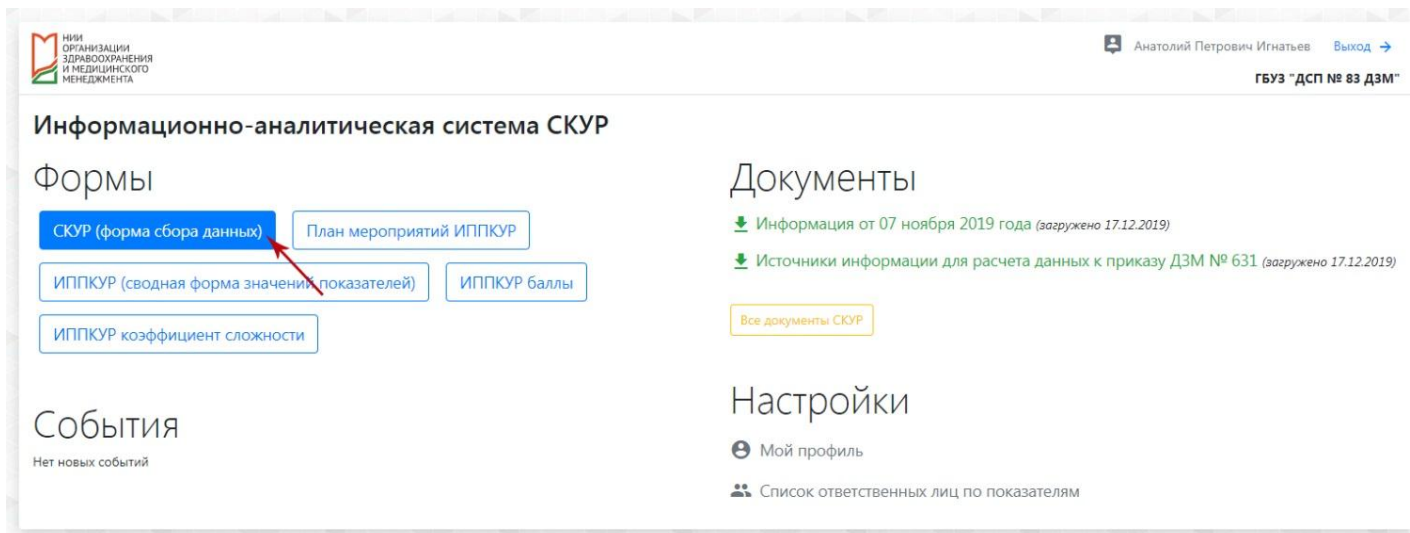 НИИ
ОРГАНИЗАЦИИ
ЗДРАВООХРАНЕНИЯ
И МЕДИЦИНСКОГО
МЕНЕДЖМЕНТА
Анатолий Петрович Игнатьев Выход →
ГБУЗ "ДСП № 83 ДЗМ"
Информационно-аналитическая система СКУР
Формы
СКУР (форма сбора данных) План мероприятий ИППКУР
ИППКУР (сводная форма значений показателей) ИППКУР баллы
ИППКУР коэффициент сложности
События
Нет новых событий
Документы
Информация от 07 ноября 2019 года (загружено 17.12.2019)
Источники информации для расчета данных к приказу ДЗМ № 631 (загружено 17.12.2019)
Все документы СКУР
Настройки
Мой профиль
Список ответственных лиц по показателям